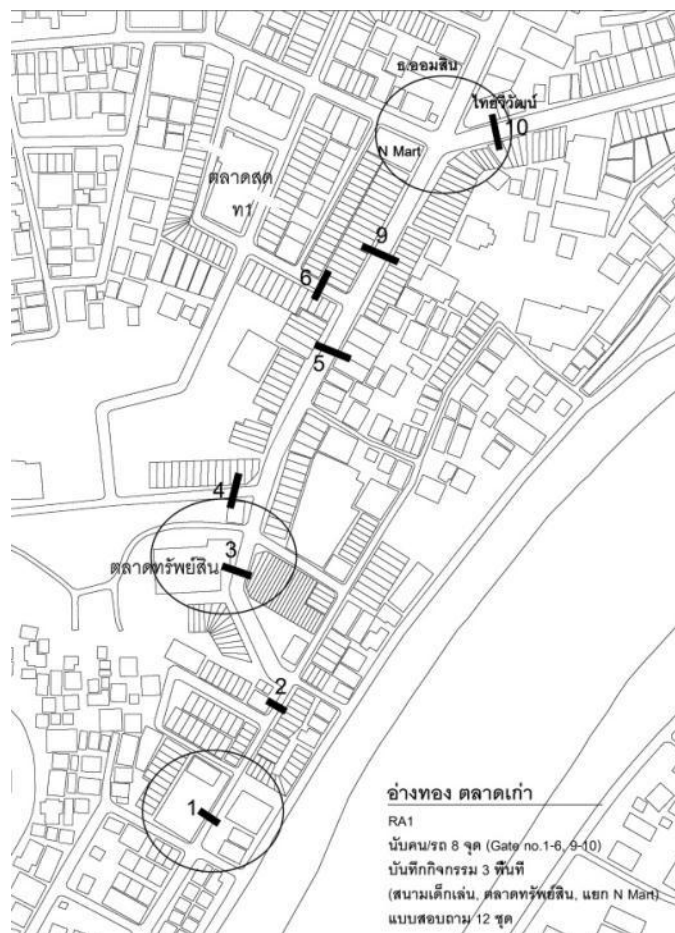 ธ.ออมสิน
ไทยจีวัฒน์
10
N Mart
ตลาดสด
ท1
9
6
5
4
3
ตลาดทรัพย์สิน
2
1
อ่างทอง ตลาดเก่า
RA1
นับคน/รถ 8 จุด (Gate no.1-6, 9-10)
บันทึกกิจกรรม 3 พื้นที่
(สนามเด็กเล่น, ตลาดทรัพย์สิน, แยก N Mart)
แบบสอบถาม 12 ชุด